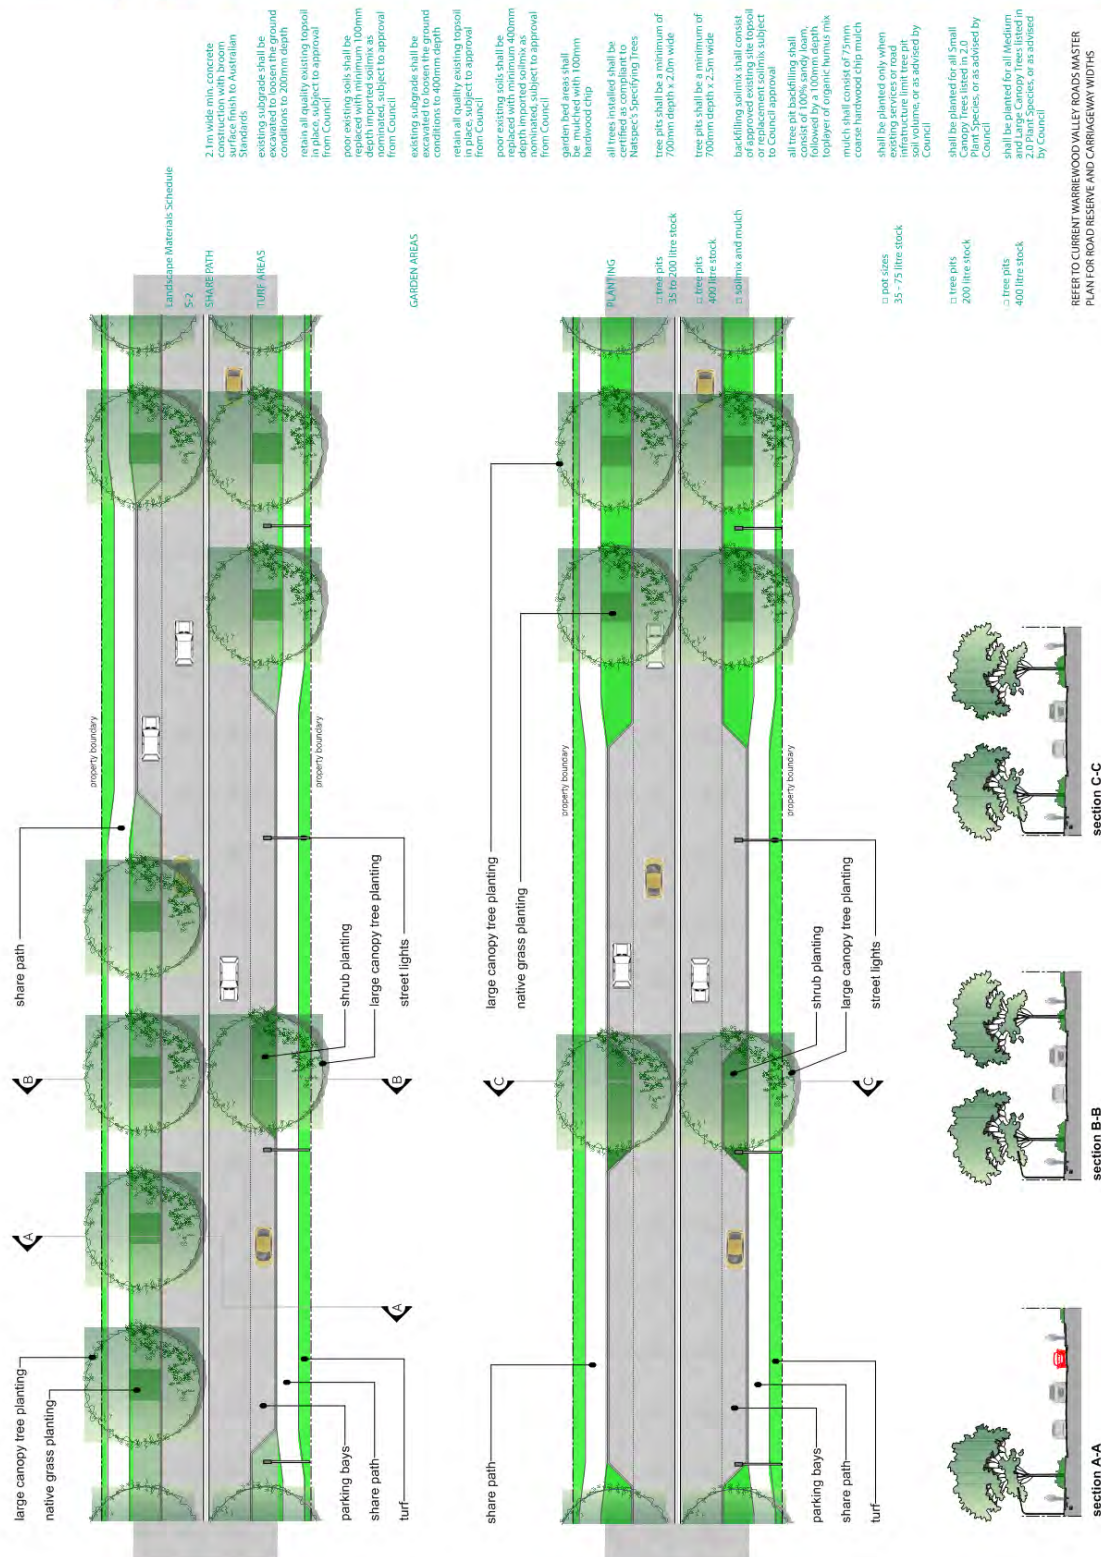 large canopy tree planting
native grass planting
share path
A
B
property boundary
property boundary
A
B
parking bays
share path
turf
shrub planting
large canopy tree planting
street lights
share path
C
large canopy tree planting
native grass planting
property boundary
property boundary
C
parking bays
share path
turf
shrub planting
large canopy tree planting
street lights
section A-A
section B-B
section C-C
Landscape Materials Schedule
S-2
SHARE PATH
2.1m wide min. concrete
construction with broom
surface finish to Australian
Standards
TURF AREAS
existing subgrade shall be
excavated to loosen the ground
conditions to 200mm depth
retain all quality existing topsoil
in place, subject to approval
from Council
poor existing soils shall be
replaced with minimum 100mm
depth imported soilmix as
nominated, subject to approval
from Council
GARDEN AREAS
existing subgrade shall be
excavated to loosen the ground
conditions to 400mm depth
retain all quality existing topsoil
in place, subject to approval
from Council
poor existing soils shall be
replaced with minimum 400mm
depth imported soilmix as
nominated, subject to approval
from Council
garden bed areas shall
be mulched with 100mm
hardwood chip
PLANTING
all trees installed shall be
certified as compliant to
Natspec's Specifying Trees
□ tree pits
35 to 200 litre stock
tree pits shall be a minimum of
700mm depth x 2.0m wide
□ tree pits
400 litre stock
tree pits shall be a minimum of
700mm depth x 2.5m wide
□ soilmix and mulch
backfilling soilmix shall consist
of approved existing site topsoil
or replacement soilmix subject
to Council approval
all tree pit backfilling shall
consist of 100% sandy loam,
followed by a 100mm depth
toplayer of organic humus mix
mulch shall consist of 75mm
coarse hardwood chip mulch
□ pot sizes
35 - 75 litre stock
shall be planted only when
existing services or road
infrastructure limit tree pit
soil volume, or as advised by
Council
□ tree pits
200 litre stock
shall be planted for all Small
Canopy Trees listed in 2.0
Plant Species, or as advised by
Council
□ tree pits
400 litre stock
shall be planted for all Medium
and Large Canopy Trees listed in
2.0 Plant Species, or as advised
by Council
REFER TO CURRENT WARRIEWOOD VALLEY ROADS MASTER
PLAN FOR ROAD RESERVE AND CARRIAGEWAY WIDTHS